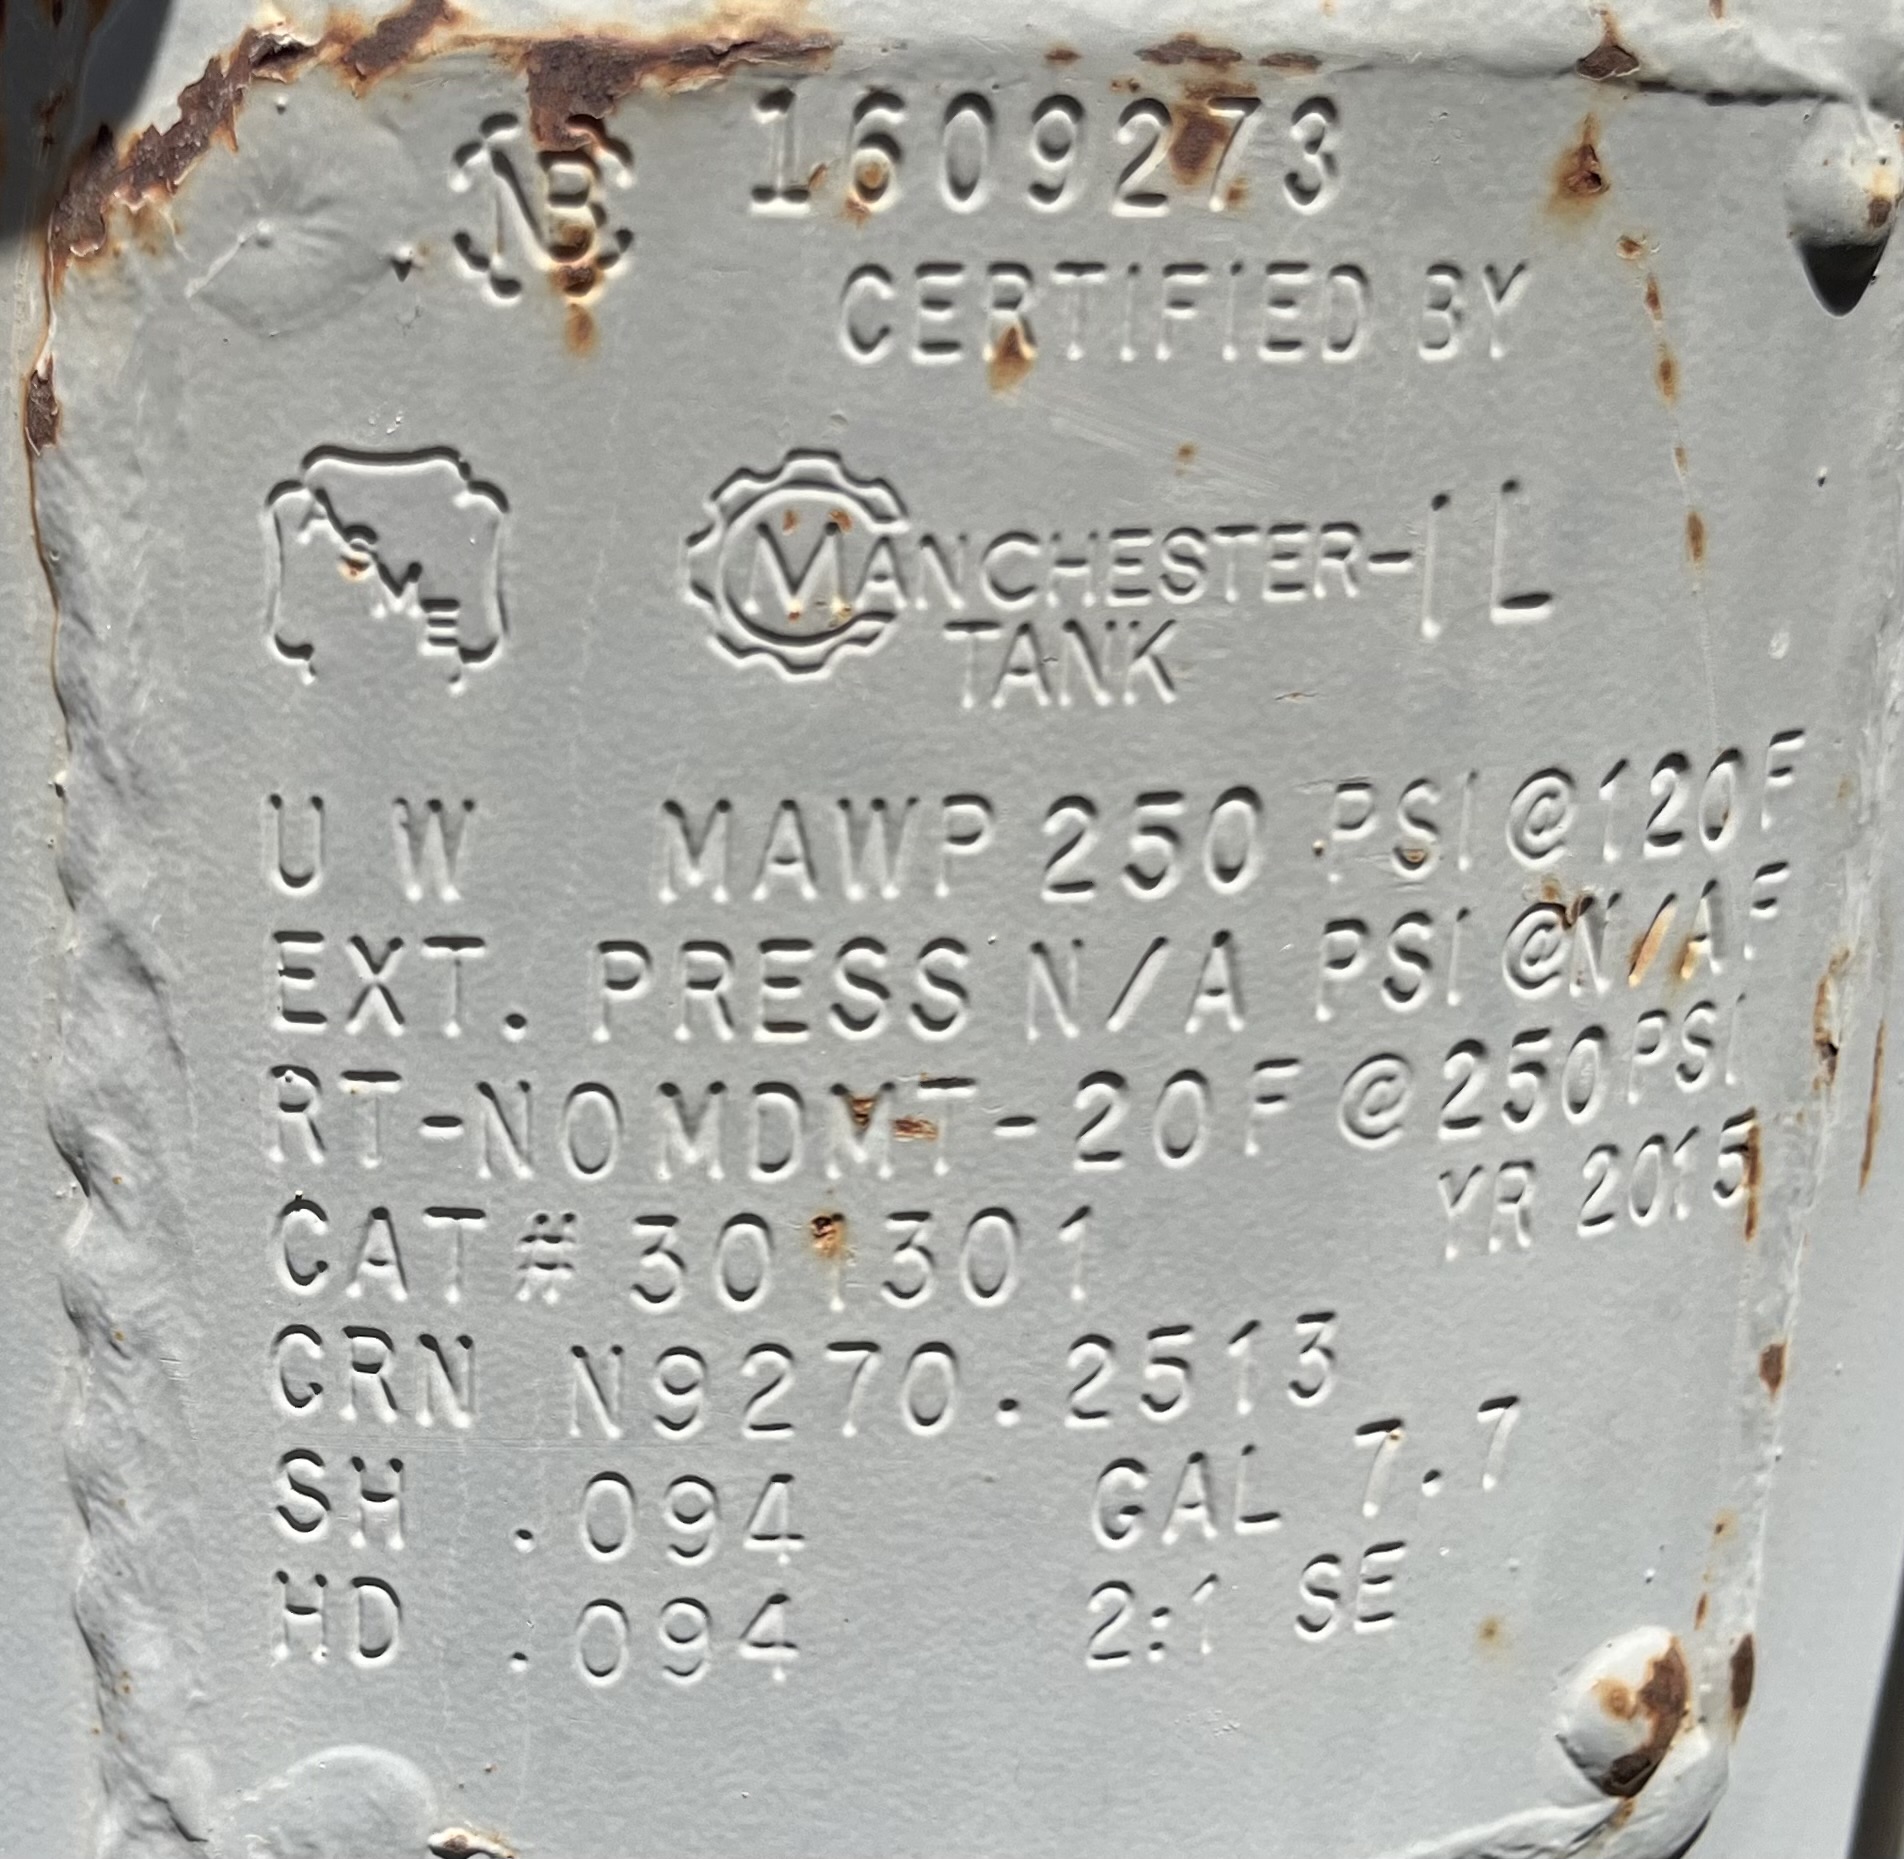 NB 1609273
CERTIFIED BY
ASME MANCHESTER-IL
TANK
U W MAWP 250 PSI @120F
EXT. PRESS N/A PSI @N/AF
RT-NO MDMT-20F @250PSI
YR 2015
CAT# 301301
CRN N9270.2513
SH .094 GAL 7.7
HD .094 2:1 SE